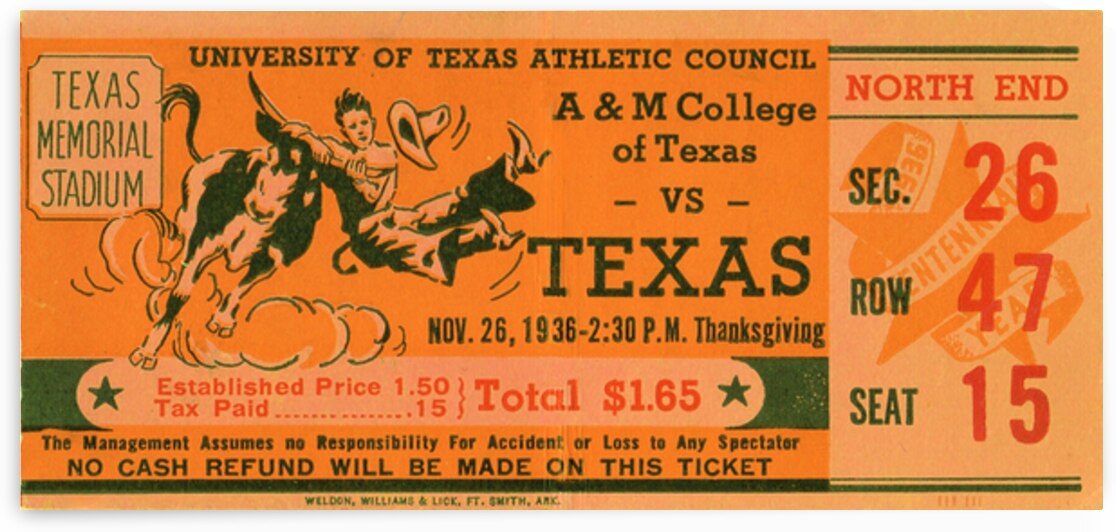 TEXAS
MEMORIAL
STADIUM
UNIVERSITY OF TEXAS ATHLETIC COUNCIL
A & M College
of Texas
– VS –
TEXAS
NOV. 26, 1936-2:30 P.M. Thanksgiving
Established Price 1.50
Tax Paid .............. .15
} Total $1.65
The Management Assumes no Responsibility For Accident or Loss to Any Spectator
NO CASH REFUND WILL BE MADE ON THIS TICKET
WELDON, WILLIAMS & LICK, FT. SMITH, ARK.
NORTH END
SEC. 26
ROW 47
SEAT 15
1936
CENTENNIAL
YEAR